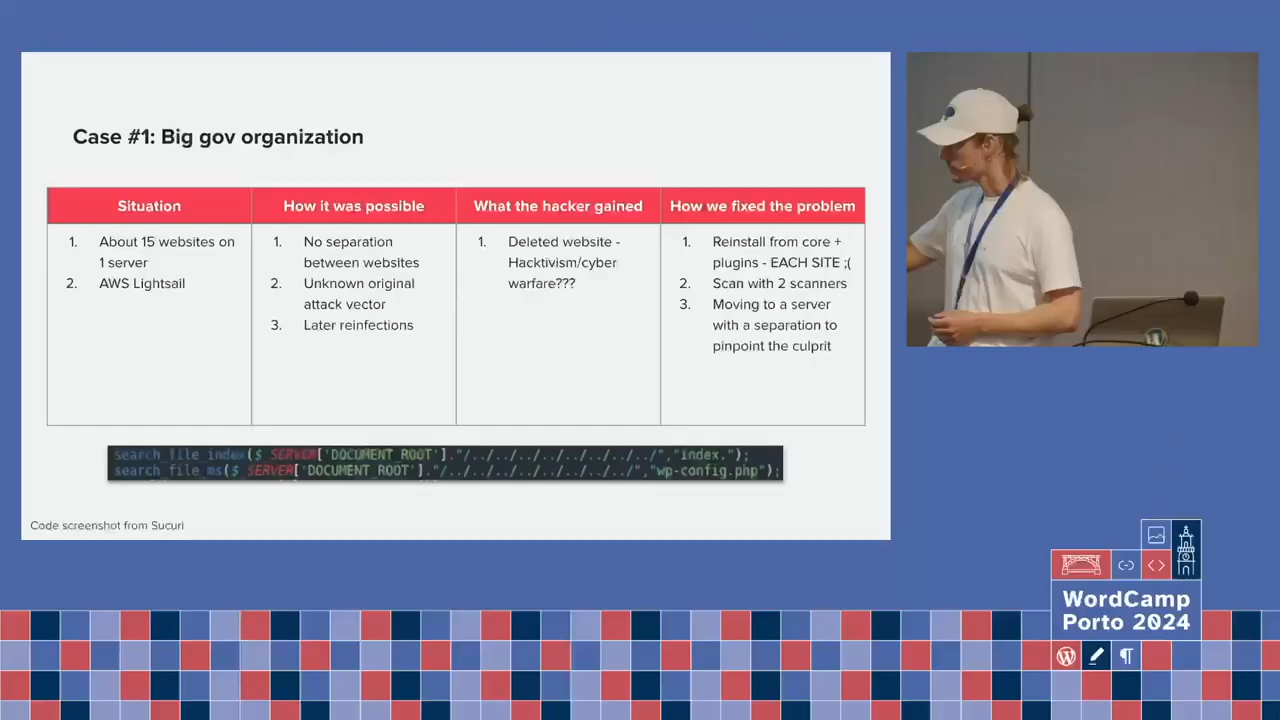 Case #1: Big gov organization
Situation
How it was possible
What the hacker gained
How we fixed the problem
1. About 15 websites on
1 server
2. AWS Lightsail
1. No separation
between websites
2. Unknown original
attack vector
3. Later reinfections
1. Deleted website -
Hacktivism/cyber
warfare???
1. Reinstall from core +
plugins - EACH SITE ;(
2. Scan with 2 scanners
3. Moving to a server
with a separation to
pinpoint the culprit
search_file_index($_SERVER['DOCUMENT_ROOT']."/../../../../../../../","index.");
search_file_ms($_SERVER['DOCUMENT_ROOT']."/../../../../../../../","wp-config.php");
Code screenshot from Sucuri
WordCamp
Porto 2024